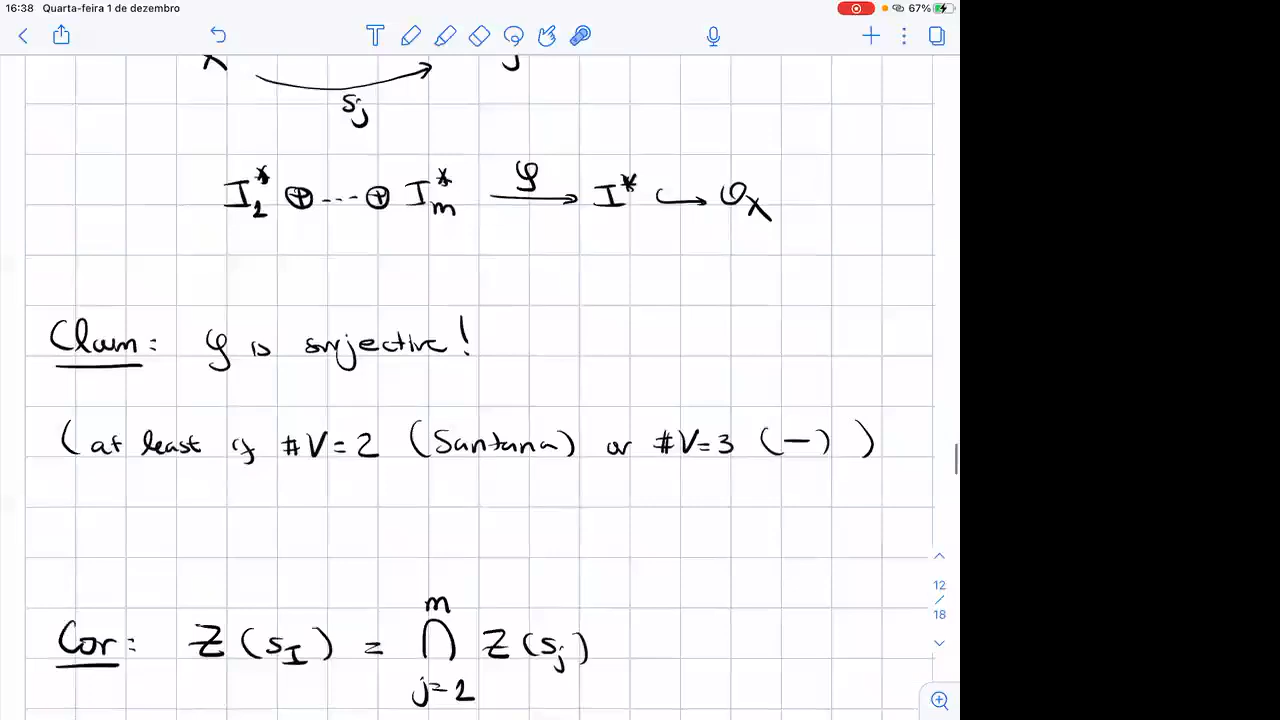 16:38 Quarta-feira 1 de dezembro 67%
X j
s_j
I_2^* ⊕ ... ⊕ I_m^* —φ→ I^* ↪ O_X
Claim: φ is surjective!
(at least if #V = 2 (Santana) or #V = 3 (—))
12
/
18
Cor: Z(s_I) = ⋂_{j=2}^{m} Z(s_j)